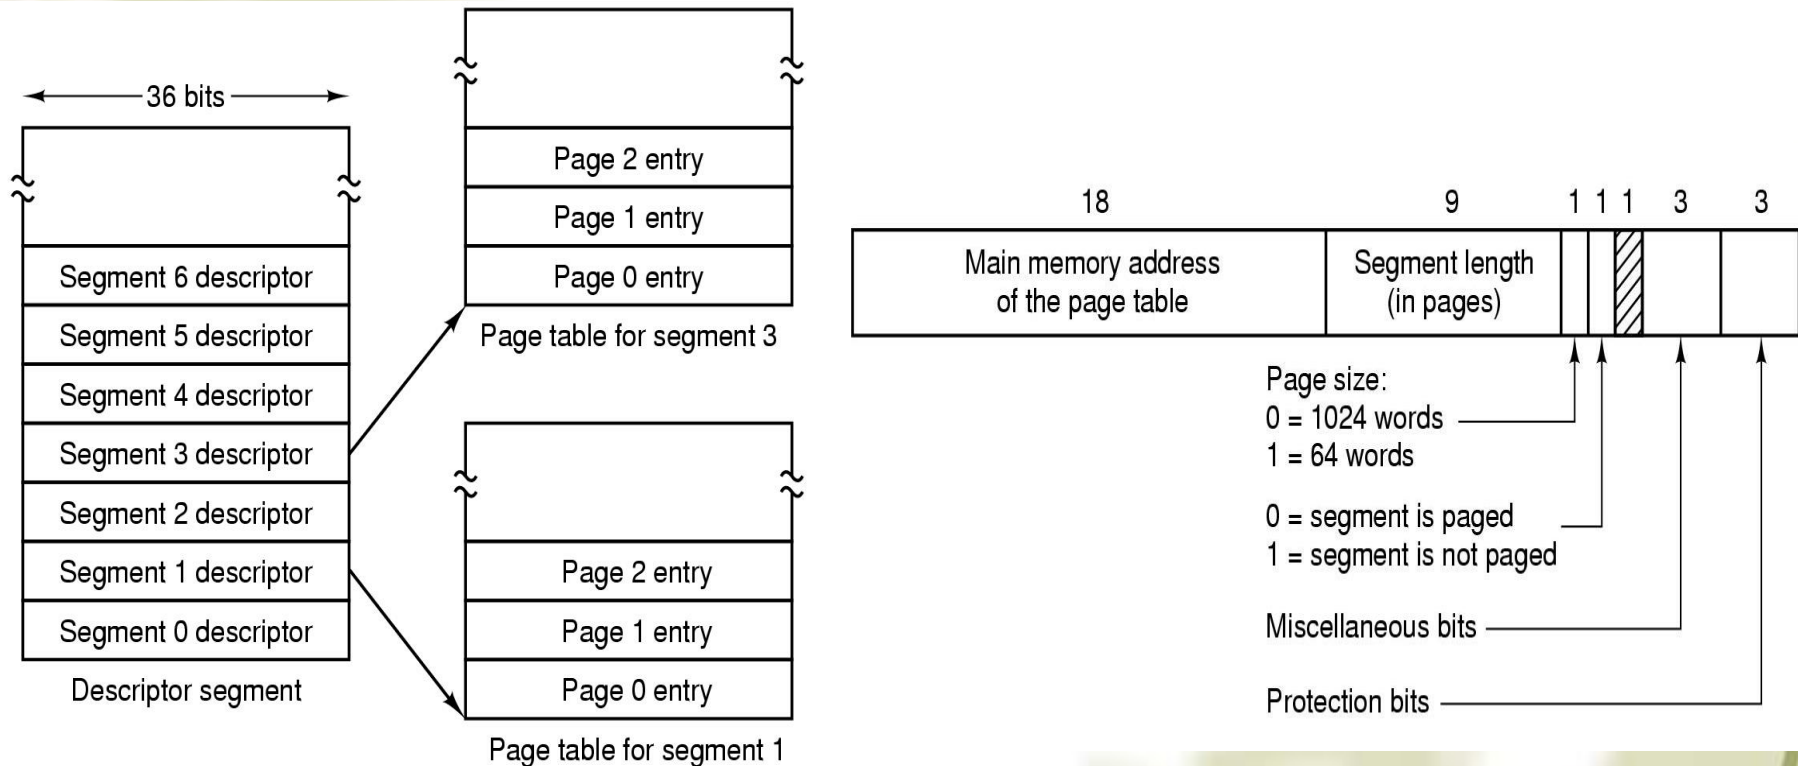 36 bits
Segment 6 descriptor
Segment 5 descriptor
Segment 4 descriptor
Segment 3 descriptor
Segment 2 descriptor
Segment 1 descriptor
Segment 0 descriptor
Descriptor segment
Page 2 entry
Page 1 entry
Page 0 entry
Page table for segment 3
Page 2 entry
Page 1 entry
Page 0 entry
Page table for segment 1
18 9 1 1 1 3 3
Main memory address
of the page table
Segment length
(in pages)
Page size:
0 = 1024 words
1 = 64 words
0 = segment is paged
1 = segment is not paged
Miscellaneous bits
Protection bits